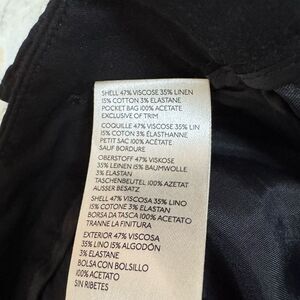 SHELL 47% VISCOSE 35% LINEN
15% COTTON 3% ELASTANE
POCKET BAG 100% ACETATE
EXCLUSIVE OF TRIM
COQUILLE 47% VISCOSE 35% LIN
15% COTON 3% ÉLASTHANNE
PETIT SAC 100% ACÉTATE
SAUF BORDURE
OBERSTOFF 47% VISKOSE
35% LEINEN 15% BAUMWOLLE
3% ELASTAN
TASCHENBEUTEL 100% AZETAT
AUSSER BESATZ
SHELL 47% VISCOSA 35% LINO
15% COTONE 3% ELASTAN
BORSA DA TASCA 100% ACETATO
TRANNE LA FINITURA
EXTERIOR 47% VISCOSA
35% LINO 15% ALGODÓN
3% ELASTANE
BOLSA CON BOLSILLO
100% ACETATO
SIN RIBETES